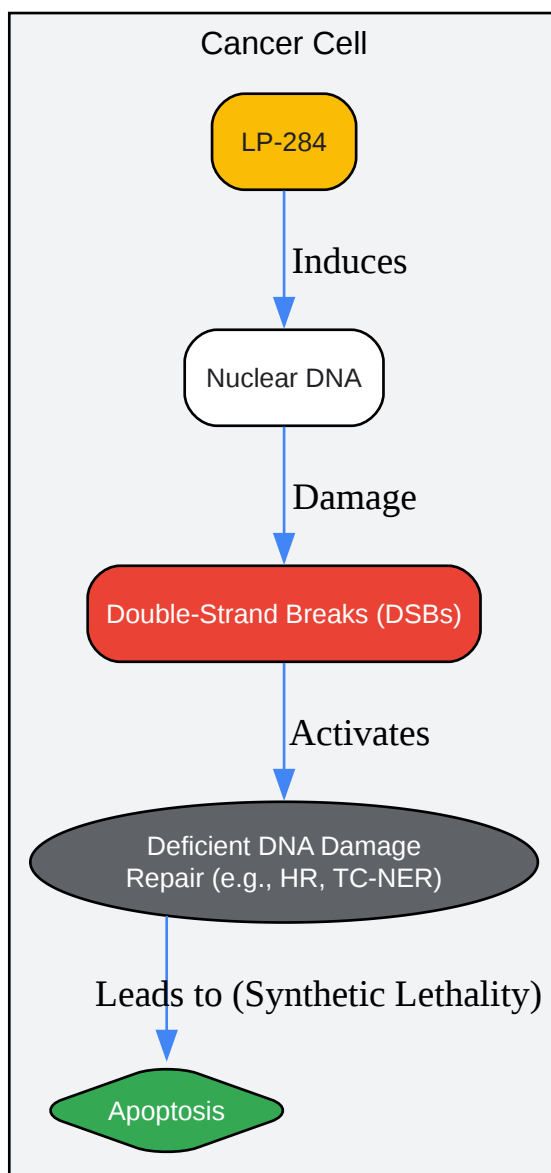 Cancer Cell
LP-284
Induces
Nuclear DNA
Damage
Double-Strand Breaks (DSBs)
Activates
Deficient DNA Damage
Repair (e.g., HR, TC-NER)
Leads to (Synthetic Lethality)
Apoptosis